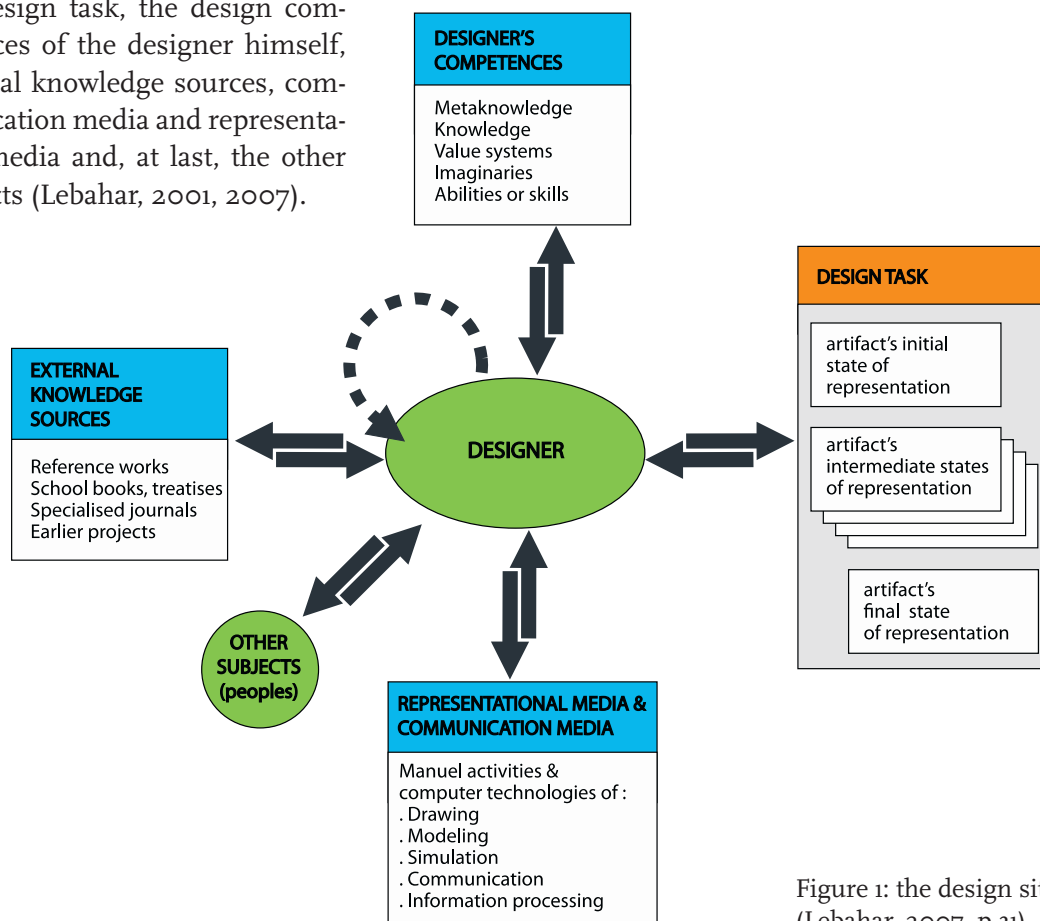 esign task, the design com-
ces of the designer himself,
al knowledge sources, com-
cation media and representa-
media and, at last, the other
cts (Lebahar, 2001, 2007).
DESIGNER'S
COMPETENCES
Metaknowledge
Knowledge
Value systems
Imaginaries
Abilities or skills
EXTERNAL
KNOWLEDGE
SOURCES
Reference works
School books, treatises
Specialised journals
Earlier projects
DESIGNER
DESIGN TASK
artifact's initial
state of
representation
artifact's
intermediate states
of representation
artifact's
final state
of representation
OTHER
SUBJECTS
(peoples)
REPRESENTATIONAL MEDIA &
COMMUNICATION MEDIA
Manuel activities &
computer technologies of :
. Drawing
. Modeling
. Simulation
. Communication
. Information processing
Figure 1: the design si
(Lebahar, 2007, p.21)